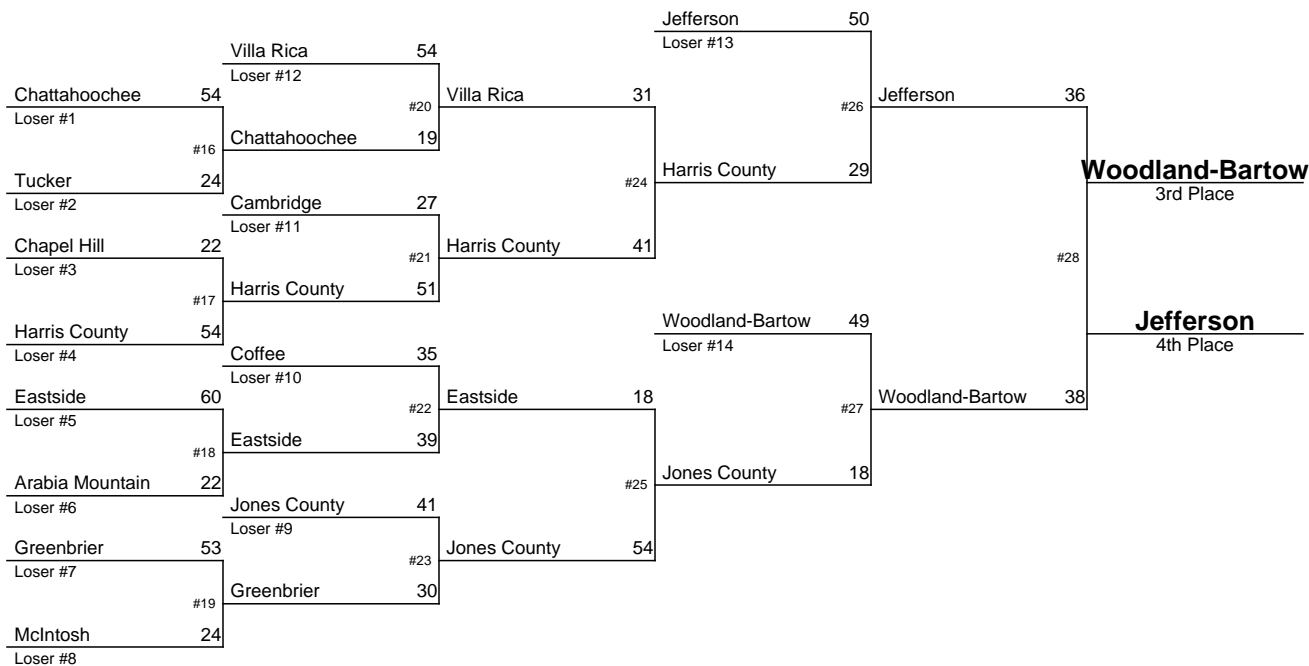 Jefferson 50
Loser #13
Villa Rica 54
Loser #12
Chattahoochee 54
Loser #1
#20
Villa Rica 31
#26
Jefferson 36
#16
Chattahoochee 19
Tucker 24
Loser #2
#24
Harris County 29
Woodland-Bartow
3rd Place
Cambridge 27
Loser #11
Chapel Hill 22
Loser #3
#21
Harris County 41
#28
#17
Harris County 51
Harris County 54
Loser #4
Woodland-Bartow 49
Loser #14
Jefferson
4th Place
Coffee 35
Loser #10
Eastside 60
Loser #5
#22
Eastside 18
#27
Woodland-Bartow 38
#18
Eastside 39
Arabia Mountain 22
Loser #6
#25
Jones County 18
Jones County 41
Loser #9
Greenbrier 53
Loser #7
#23
Jones County 54
#19
Greenbrier 30
McIntosh 24
Loser #8